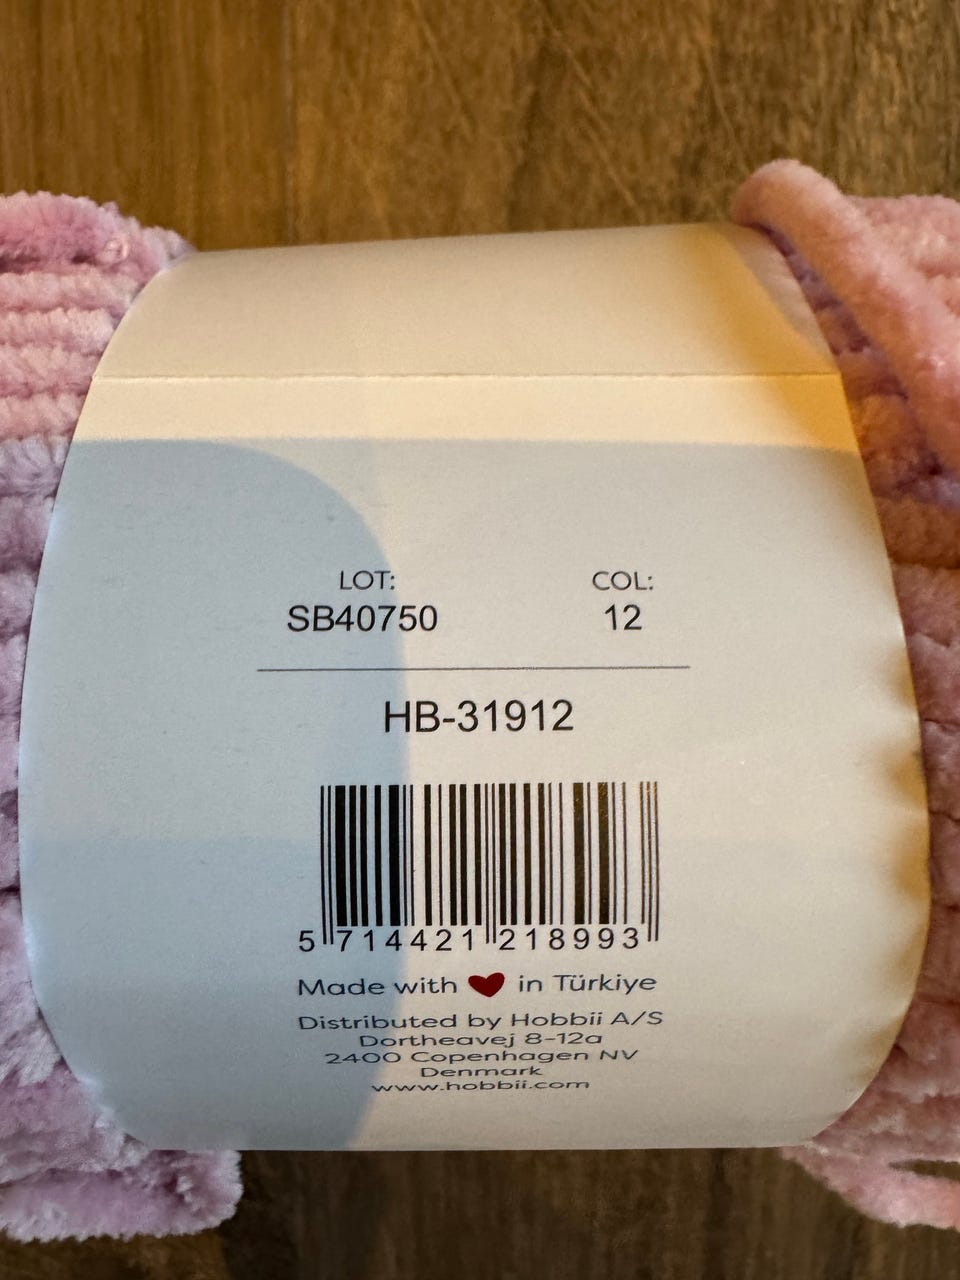 LOT: COL:
SB40750 12
HB-31912
5 714421 218993
Made with ❤ in Türkiye
Distributed by Hobbii A/S
Dortheavej 8-12a
2400 Copenhagen NV
Denmark
www.hobbii.com